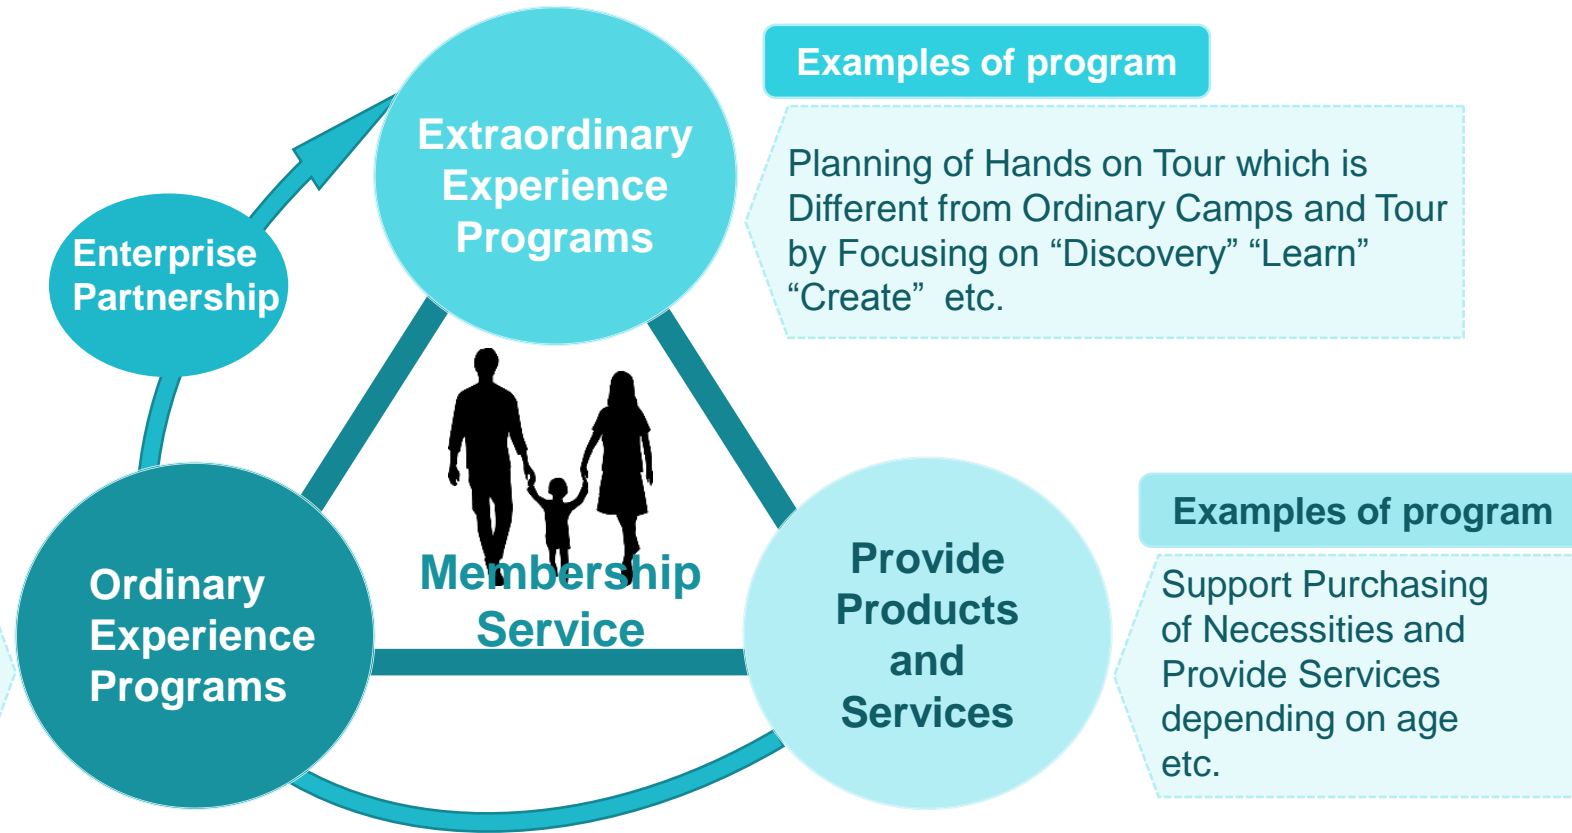 Examples of program
Extraordinary
Experience
Programs
Planning of Hands on Tour which is
Different from Ordinary Camps and Tour
by Focusing on “Discovery” “Learn”
“Create”  etc.
Enterprise
Partnership
Membership
Service
Ordinary
Experience
Programs
Provide
Products
and
Services
Examples of program
Support Purchasing
of Necessities and
Provide Services
depending on age
etc.